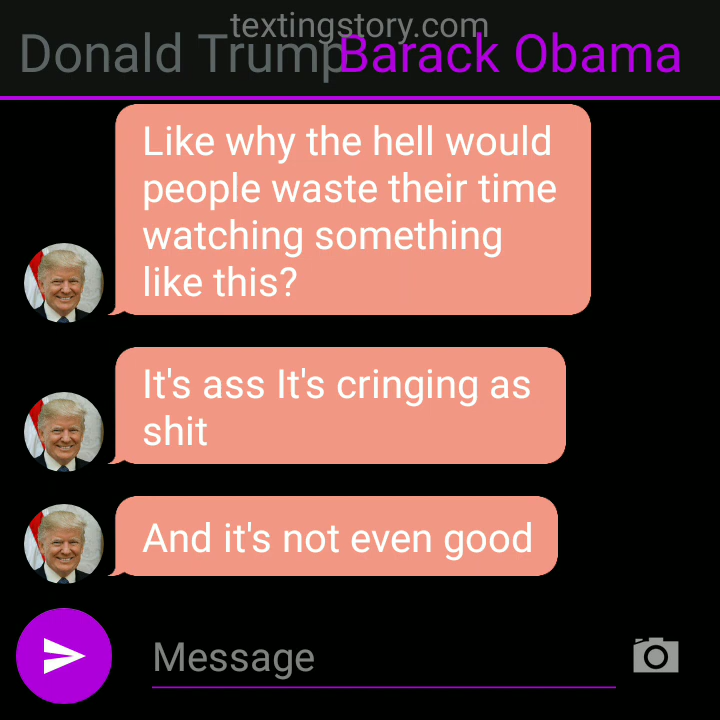 textingstory.com
Donald Trump Barack Obama
Like why the hell would
people waste their time
watching something
like this?
It's ass It's cringing as
shit
And it's not even good
Message